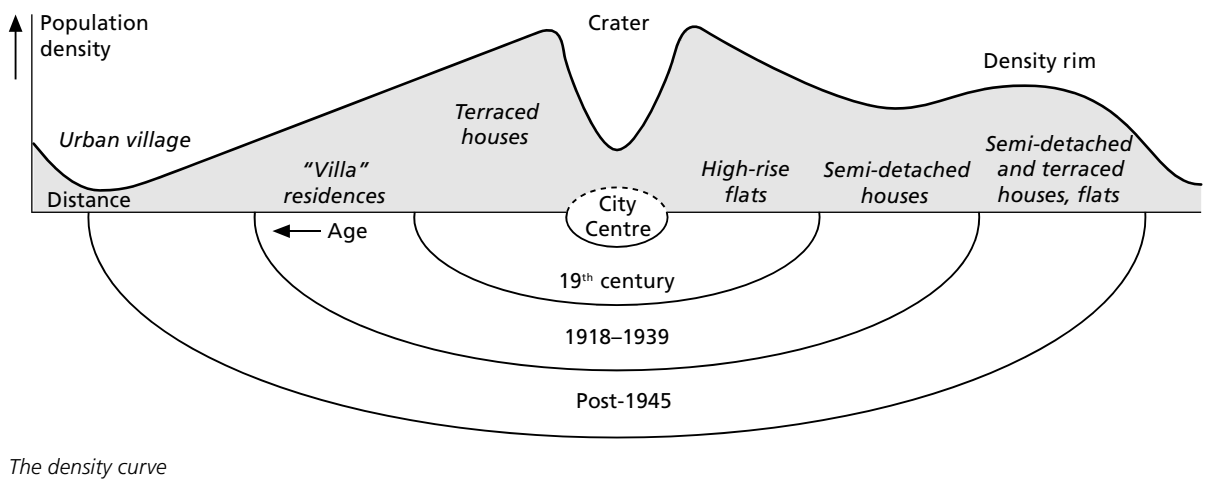 Population
density
Crater
Density rim
Urban village
Terraced
houses
Distance
“Villa”
residences
High-rise
flats
Semi-detached
houses
Semi-detached
and terraced
houses, flats
City
Centre
Age
19th century
1918–1939
Post-1945
The density curve